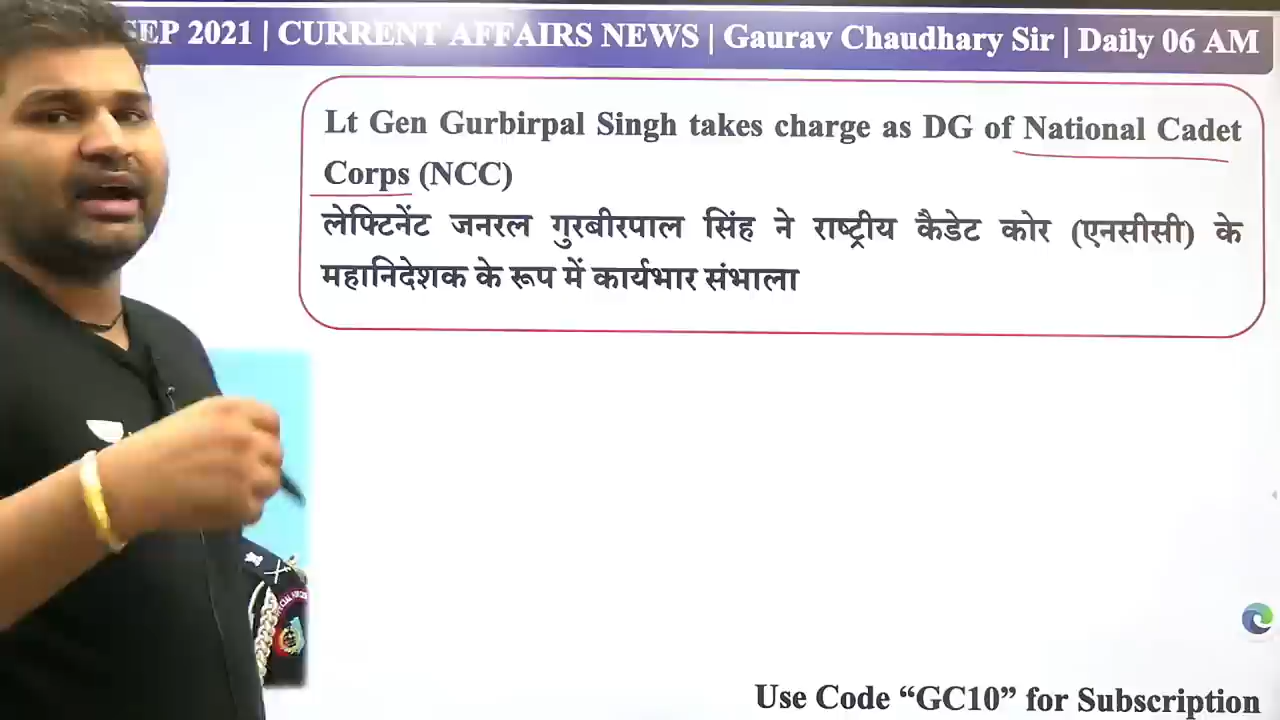 SEP 2021 | CURRENT AFFAIRS NEWS | Gaurav Chaudhary Sir | Daily 06 AM
Lt Gen Gurbirpal Singh takes charge as DG of National Cadet
Corps (NCC)
लेफ्टिनेंट जनरल गुरबीरपाल सिंह ने राष्ट्रीय कैडेट कोर (एनसीसी) के
महानिदेशक के रूप में कार्यभार संभाला
Use Code “GC10” for Subscription